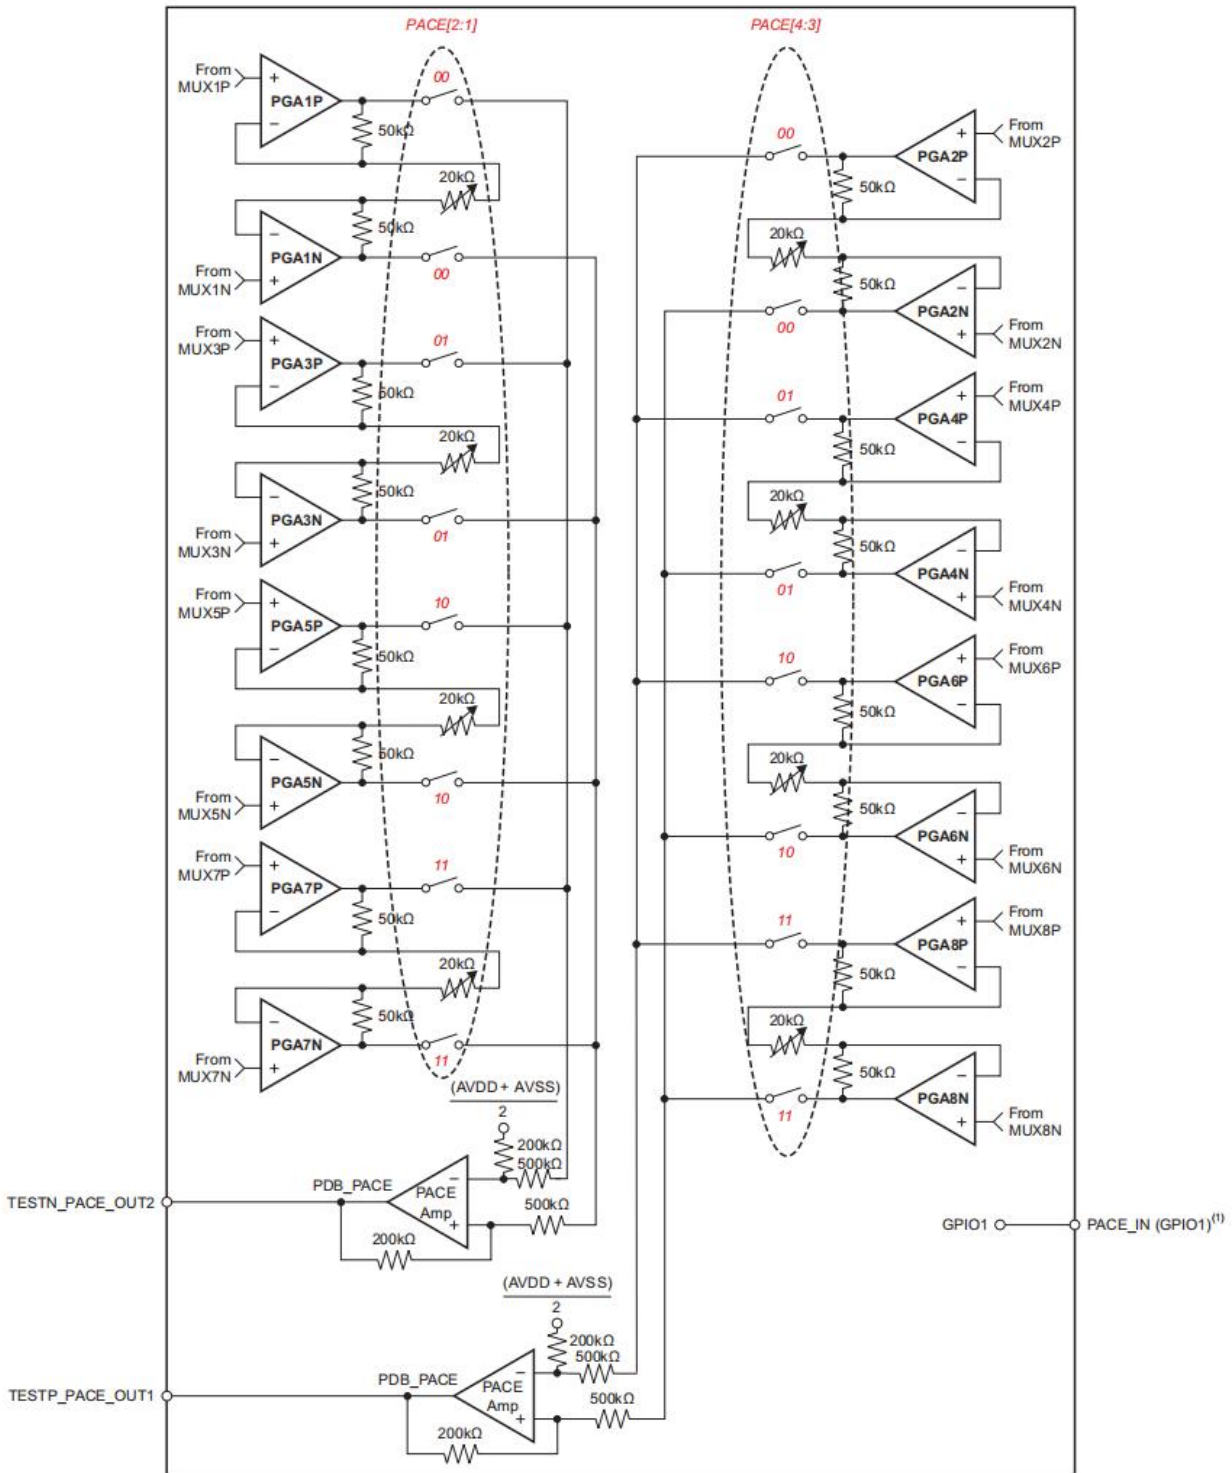 PACE[2:1]
PACE[4:3]
From
MUX1P
+
PGA1P
−
00
50kΩ
20kΩ
50kΩ
−
PGA1N
+
From
MUX1N
00
From
MUX3P
+
PGA3P
−
01
50kΩ
20kΩ
50kΩ
−
PGA3N
+
From
MUX3N
01
From
MUX5P
+
PGA5P
−
10
50kΩ
20kΩ
50kΩ
−
PGA5N
+
From
MUX5N
10
From
MUX7P
+
PGA7P
−
11
50kΩ
20kΩ
50kΩ
−
PGA7N
+
From
MUX7N
11
00
+
PGA2P
−
From
MUX2P
50kΩ
20kΩ
50kΩ
−
PGA2N
+
From
MUX2N
00
01
+
PGA4P
−
From
MUX4P
50kΩ
20kΩ
50kΩ
−
PGA4N
+
From
MUX4N
01
10
+
PGA6P
−
From
MUX6P
50kΩ
20kΩ
50kΩ
−
PGA6N
+
From
MUX6N
10
11
+
PGA8P
−
From
MUX8P
50kΩ
20kΩ
50kΩ
−
PGA8N
+
From
MUX8N
11
(AVDD + AVSS)
2
200kΩ
500kΩ
PDB_PACE
−
PACE
Amp
+
500kΩ
TESTN_PACE_OUT2
200kΩ
GPIO1
PACE_IN (GPIO1)(1)
(AVDD + AVSS)
2
200kΩ
500kΩ
PDB_PACE
−
PACE
Amp
+
500kΩ
TESTP_PACE_OUT1
200kΩ